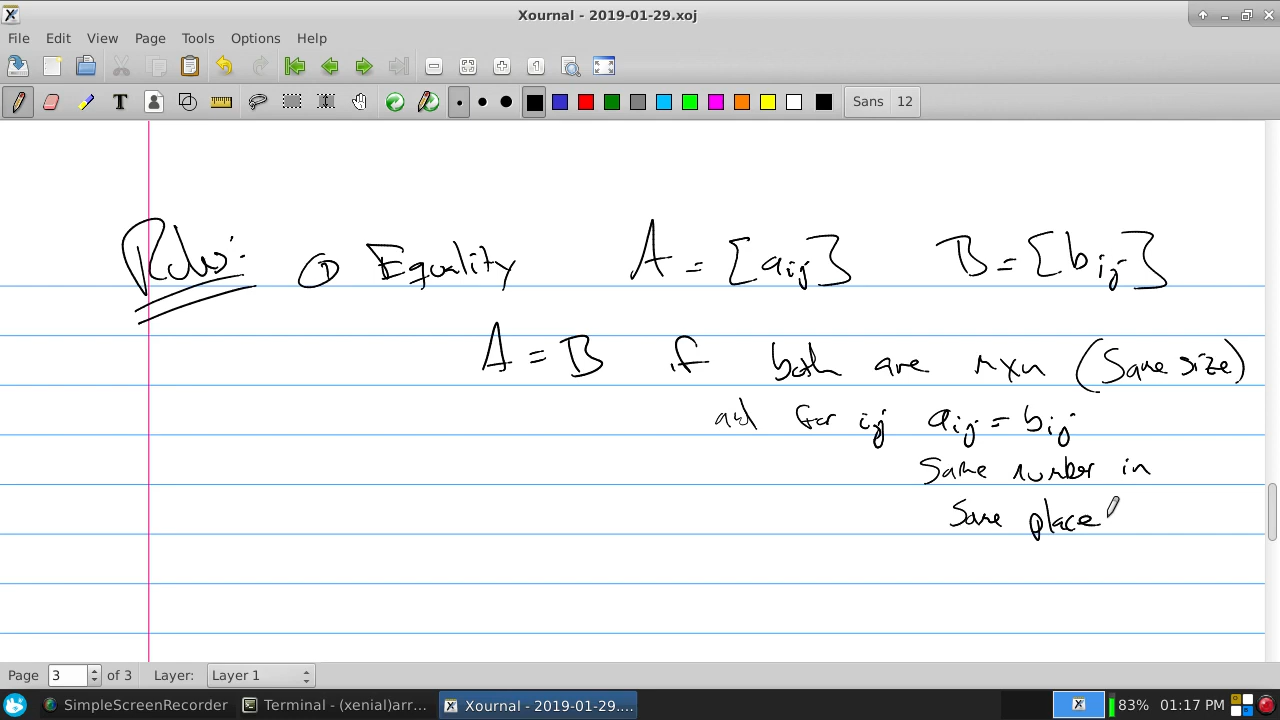 Xournal - 2019-01-29.xoj
File Edit View Page Tools Options Help
Sans 12
Rules: ① Equality A = [aij] B = [bij]
A = B if both are mxn (Same size)
and for ij aij = bij
Same number in
Same place
Page 3 of 3 Layer: Layer 1
SimpleScreenRecorder Terminal - (xenial)arr... Xournal - 2019-01-29.... 83% 01:17 PM